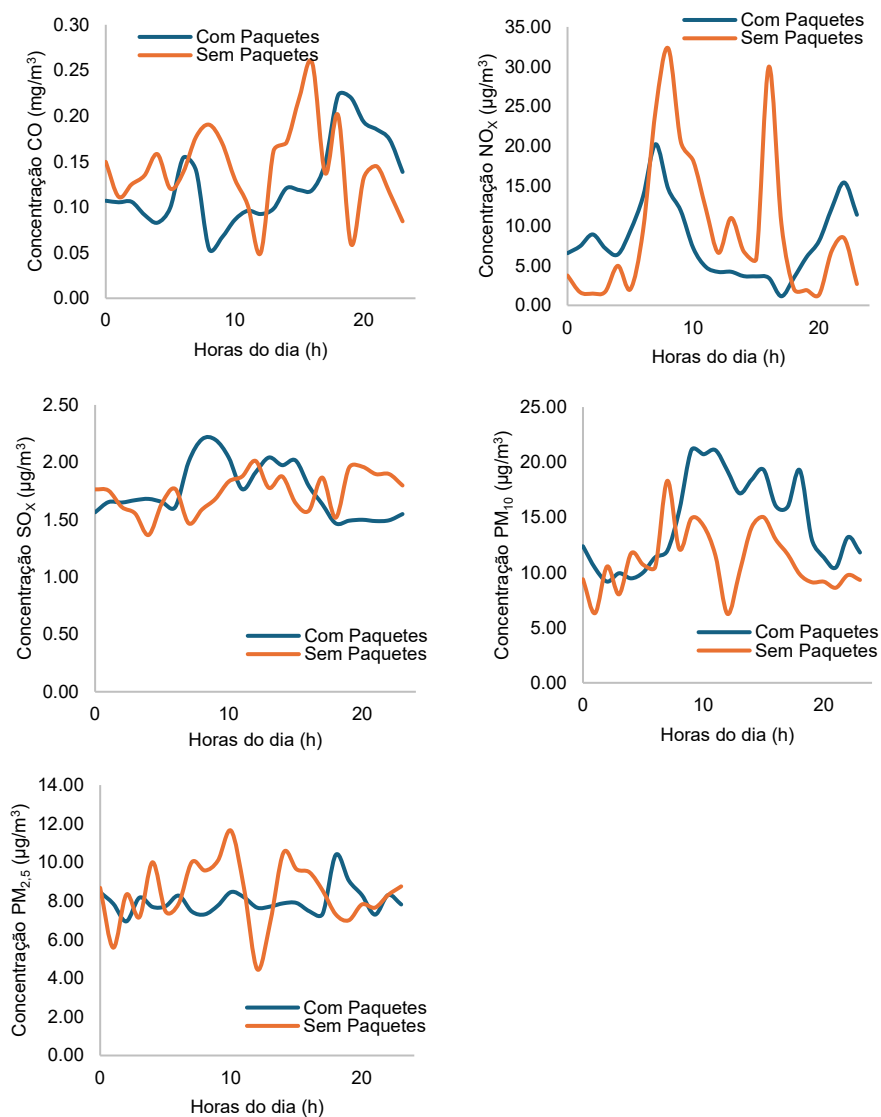 Concentração CO (mg/m³)
0.30
0.25
0.20
0.15
0.10
0.05
0.00
Com Paquetes
Sem Paquetes
0
10
20
Horas do dia (h)
Concentração NOX (µg/m³)
35.00
30.00
25.00
20.00
15.00
10.00
5.00
0.00
Com Paquetes
Sem Paquetes
0
10
20
Horas do dia (h)
Concentração SOX (µg/m³)
2.50
2.00
1.50
1.00
0.50
0.00
Com Paquetes
Sem Paquetes
0
10
20
Horas do dia (h)
Concentração PM10 (µg/m³)
25.00
20.00
15.00
10.00
5.00
0.00
Com Paquetes
Sem Paquetes
0
10
20
Horas do dia (h)
Concentração PM2,5 (µg/m³)
14.00
12.00
10.00
8.00
6.00
4.00
2.00
0.00
Com Paquetes
Sem Paquetes
0
10
20
Horas do dia (h)